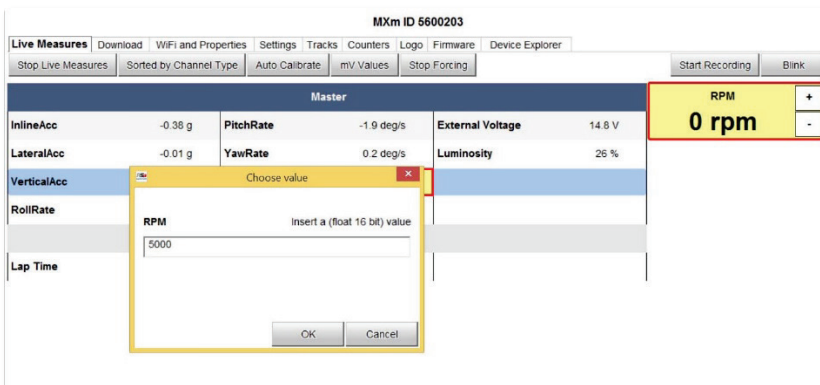 MXm ID 5600203
Live Measures Download WiFi and Properties Settings Tracks Counters Logo Firmware Device Explorer
Stop Live Measures Sorted by Channel Type Auto Calibrate mV Values Stop Forcing Start Recording Blink
Master
RPM +
0 rpm -
InlineAcc -0.38 g PitchRate -1.9 deg/s External Voltage 14.8 V
LateralAcc -0.01 g YawRate 0.2 deg/s Luminosity 26 %
VerticalAcc
RollRate
Lap Time
Choose value
RPM Insert a (float 16 bit) value
5000
OK Cancel